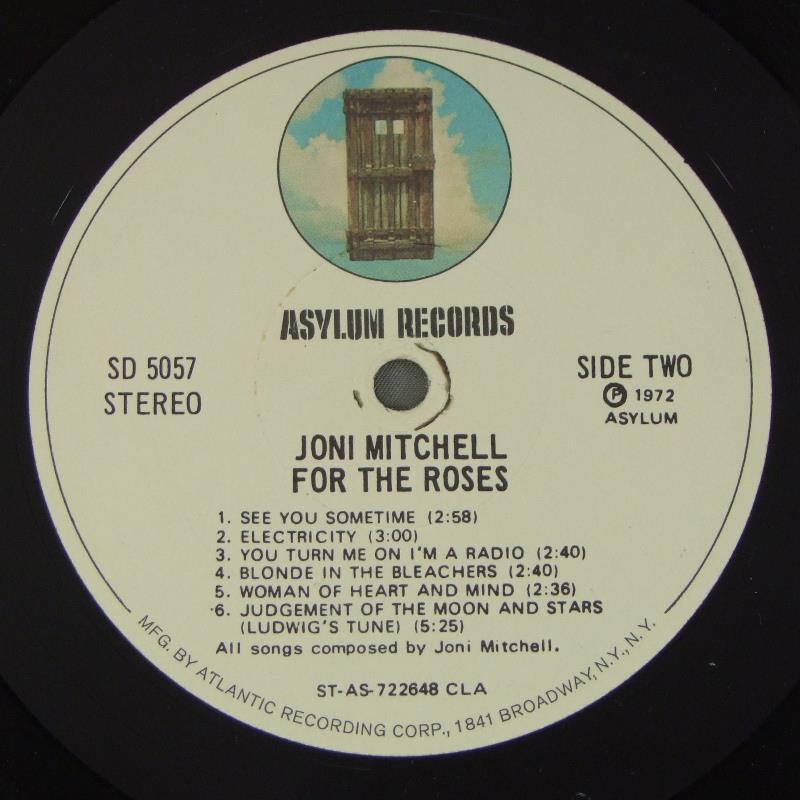 ASYLUM RECORDS
SD 5057
STEREO
SIDE TWO
Ⓟ 1972
ASYLUM
JONI MITCHELL
FOR THE ROSES
1. SEE YOU SOMETIME (2:58)
2. ELECTRICITY (3:00)
3. YOU TURN ME ON I'M A RADIO (2:40)
4. BLONDE IN THE BLEACHERS (2:40)
5. WOMAN OF HEART AND MIND (2:36)
6. JUDGEMENT OF THE MOON AND STARS
(LUDWIG'S TUNE) (5:25)
All songs composed by Joni Mitchell.
ST-AS-722648 CLA
MFG. BY ATLANTIC RECORDING CORP., 1841 BROADWAY, N.Y., N.Y.